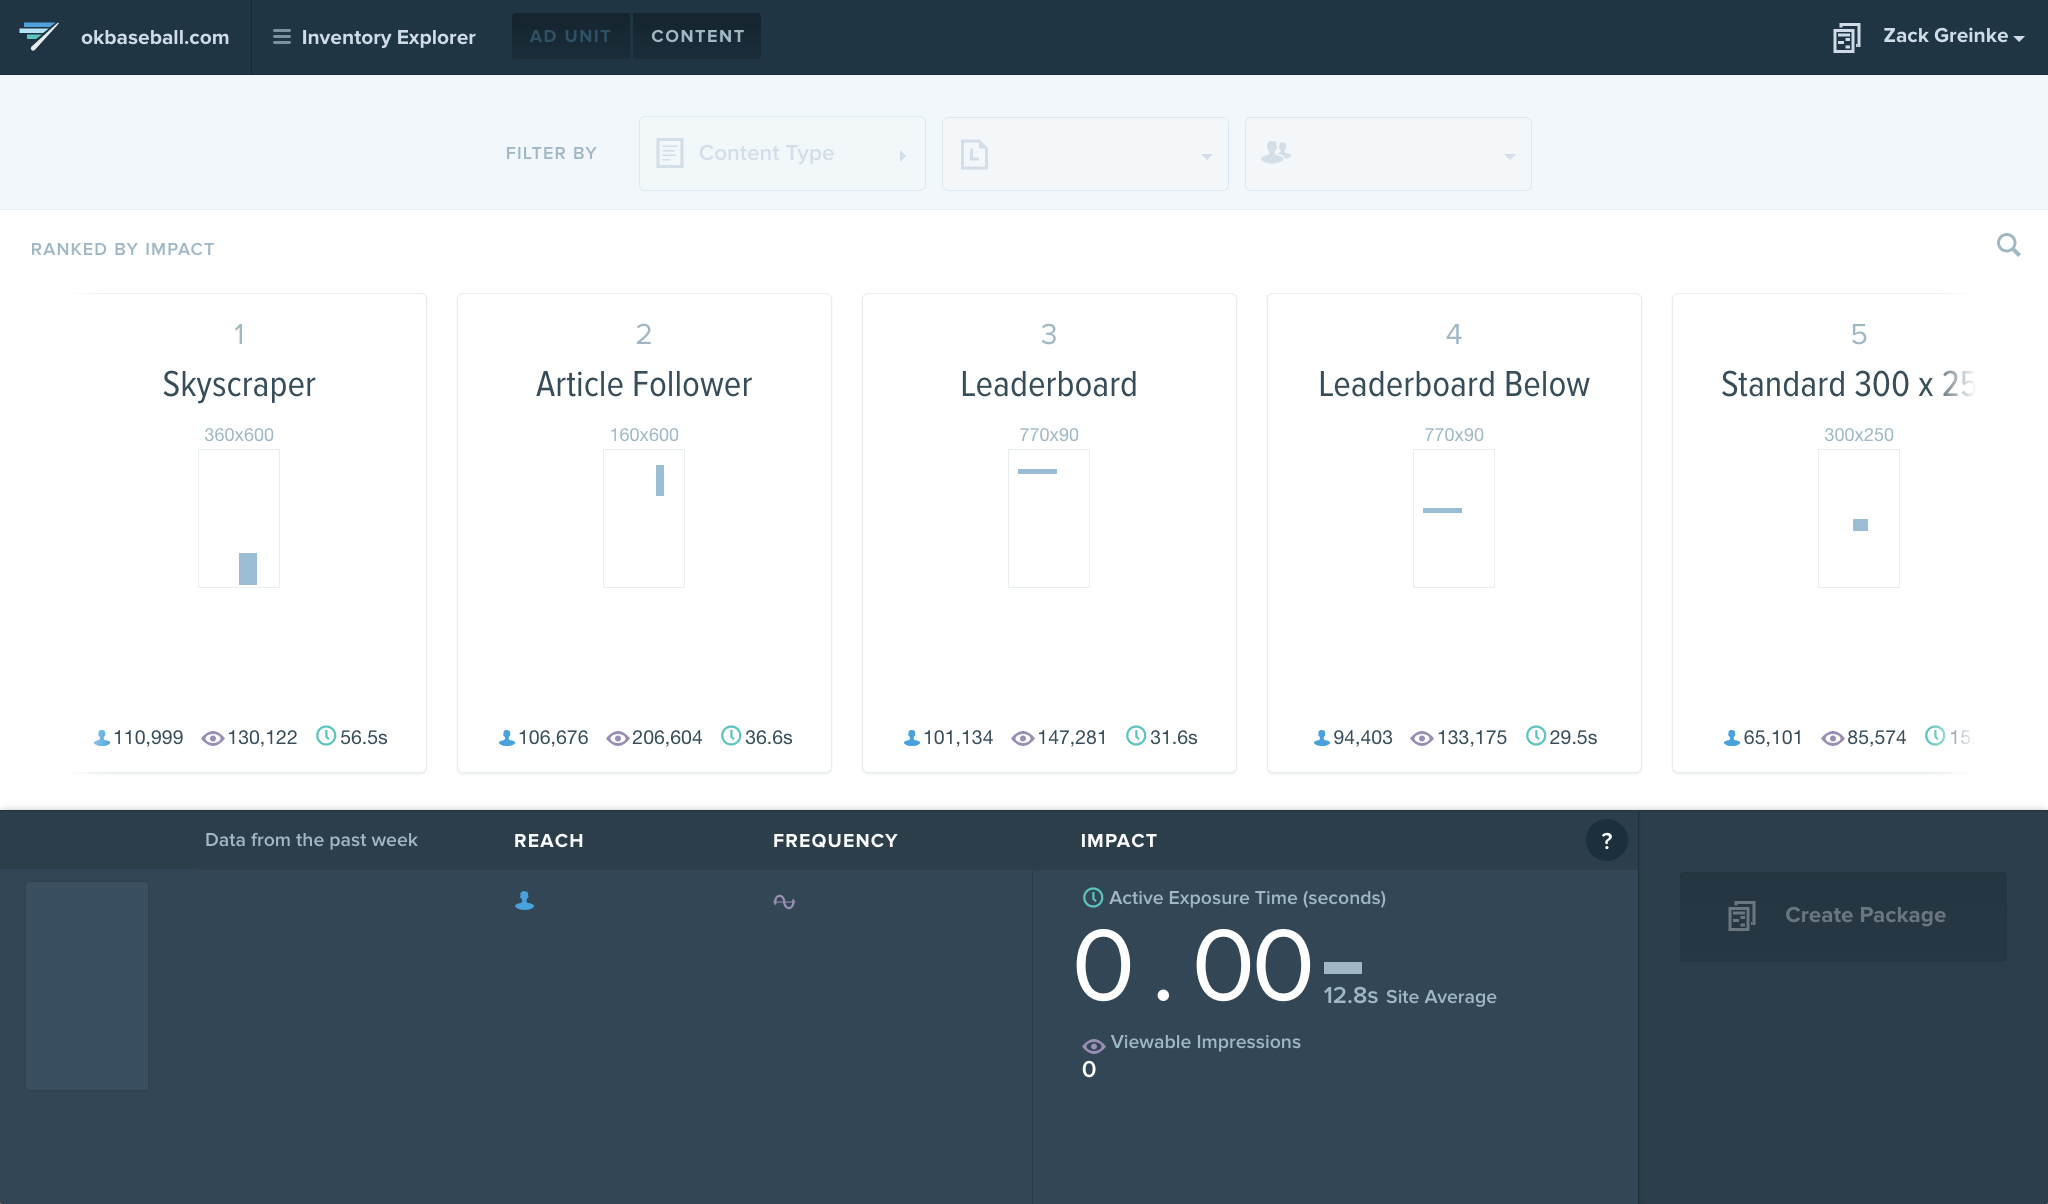 okbaseball.com
Inventory Explorer
AD UNIT
CONTENT
Zack Greinke
FILTER BY
Content Type
RANKED BY IMPACT
1
Skyscraper
360x600
110,999 130,122 56.5s
2
Article Follower
160x600
106,676 206,604 36.6s
3
Leaderboard
770x90
101,134 147,281 31.6s
4
Leaderboard Below
770x90
94,403 133,175 29.5s
5
Standard 300 x 25
300x250
65,101 85,574 15.
Data from the past week
REACH
FREQUENCY
IMPACT
?
Active Exposure Time (seconds)
0.00
12.8s Site Average
Viewable Impressions
0
Create Package